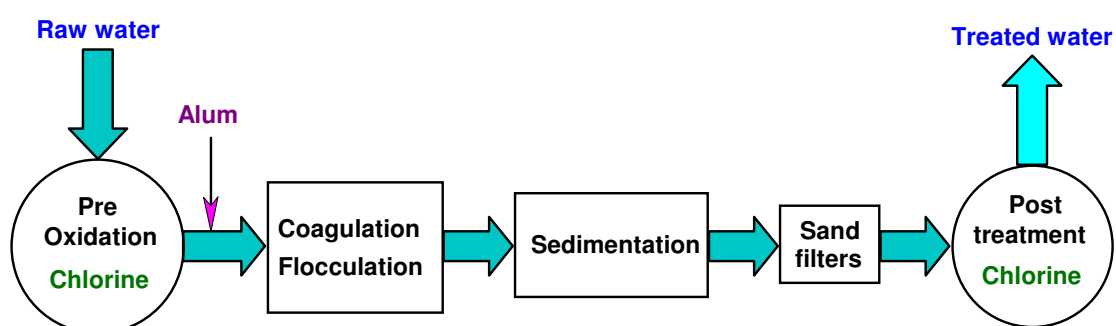 Raw water
Treated water
Alum
Pre
Oxidation
Chlorine
Coagulation
Flocculation
Sedimentation
Sand
filters
Post
treatment
Chlorine